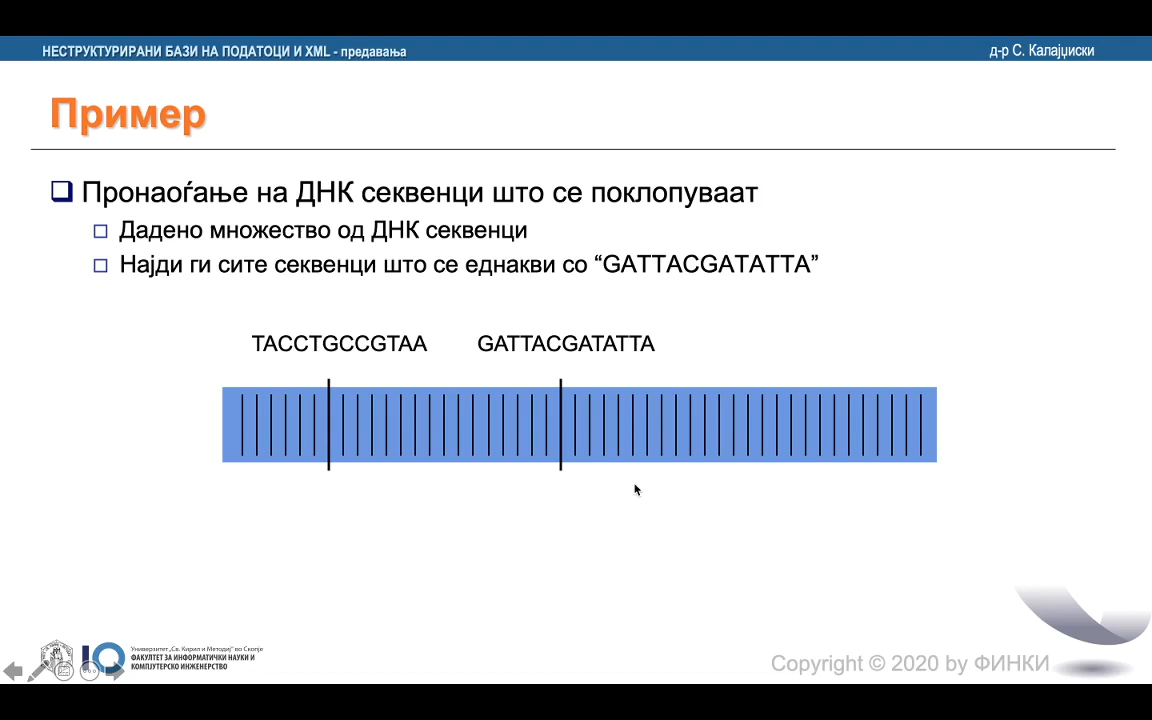 НЕСТРУКТУРИРАНИ БАЗИ НА ПОДАТОЦИ И XML - предавања
д-р С. Калајџиски
Пример
Пронаоѓање на ДНК секвенци што се поклопуваат
Дадено множество од ДНК секвенци
Најди ги сите секвенци што се еднакви со “GATTACGATATTA”
TACCTGCCGTAA GATTACGATATTA
Универзитет „Св. Кирил и Методиј“ во Скопје
ФАКУЛТЕТ ЗА ИНФОРМАТИЧКИ НАУКИ И
КОМПЈУТЕРСКО ИНЖЕНЕРСТВО
Copyright © 2020 by ФИНКИ